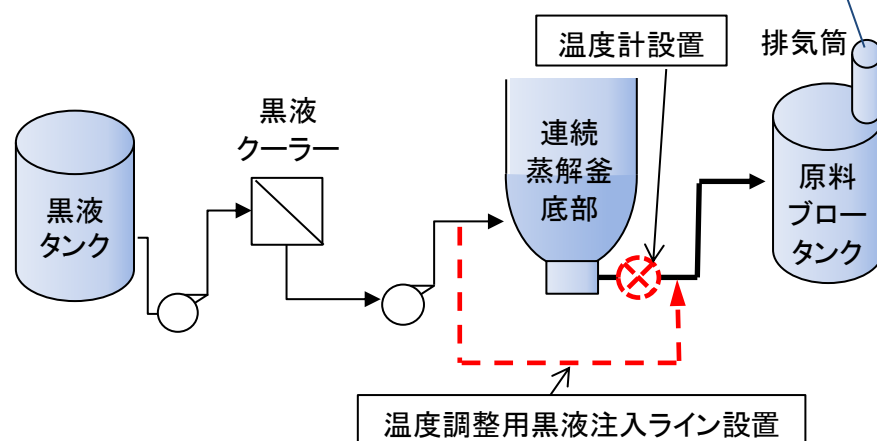 温度計設置
排気筒
黒液
クーラー
連続
蒸解釜
底部
黒液
タンク
原料
ブロー
タンク
温度調整用黒液注入ライン設置